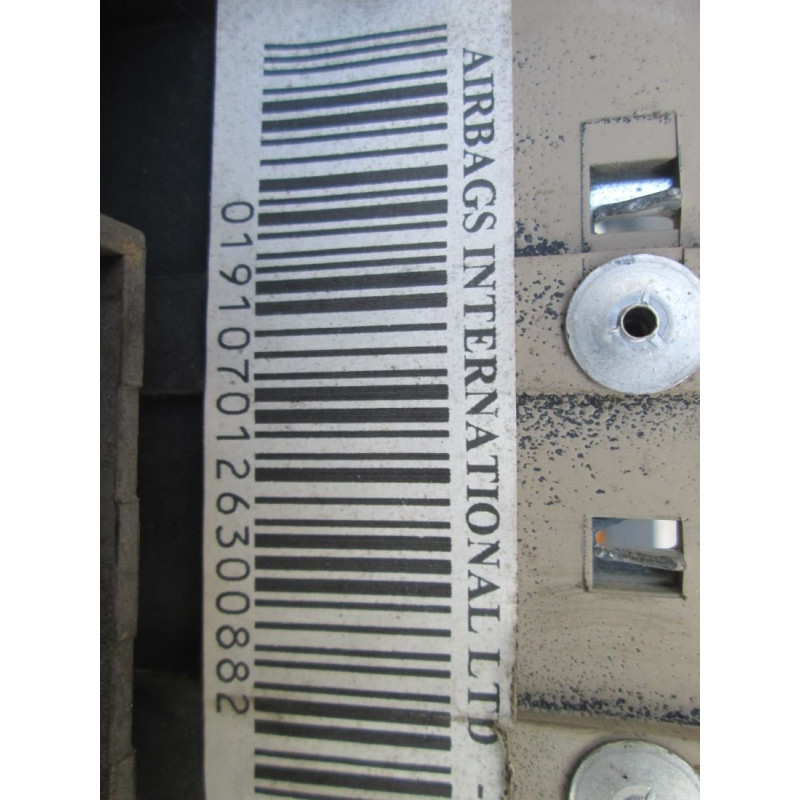 AIRBAGS INTERNATIONAL LTD -
0191070126300882